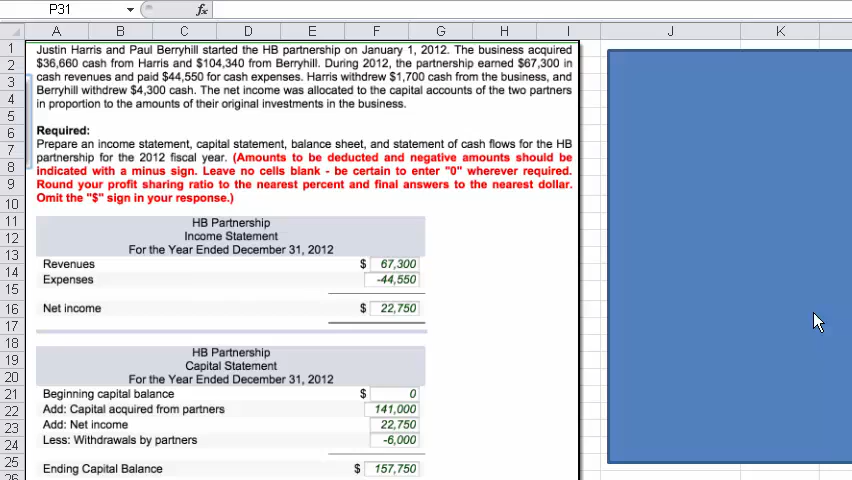 P31
fx
A B C D E F G H I J K
1 Justin Harris and Paul Berryhill started the HB partnership on January 1, 2012. The business acquired
2 $36,660 cash from Harris and $104,340 from Berryhill. During 2012, the partnership earned $67,300 in
3 cash revenues and paid $44,550 for cash expenses. Harris withdrew $1,700 cash from the business, and
4 Berryhill withdrew $4,300 cash. The net income was allocated to the capital accounts of the two partners
in proportion to the amounts of their original investments in the business.
5
6 Required:
7 Prepare an income statement, capital statement, balance sheet, and statement of cash flows for the HB
partnership for the 2012 fiscal year. (Amounts to be deducted and negative amounts should be
8 indicated with a minus sign. Leave no cells blank - be certain to enter "0" wherever required.
9 Round your profit sharing ratio to the nearest percent and final answers to the nearest dollar.
10 Omit the "$" sign in your response.)
11 HB Partnership
12 Income Statement
13 For the Year Ended December 31, 2012
14 Revenues $ 67,300
15 Expenses -44,550
16 Net income $ 22,750
17
18
19 HB Partnership
Capital Statement
20 For the Year Ended December 31, 2012
21 Beginning capital balance $ 0
22 Add: Capital acquired from partners 141,000
23 Add: Net income 22,750
24 Less: Withdrawals by partners -6,000
25 Ending Capital Balance $ 157,750
26